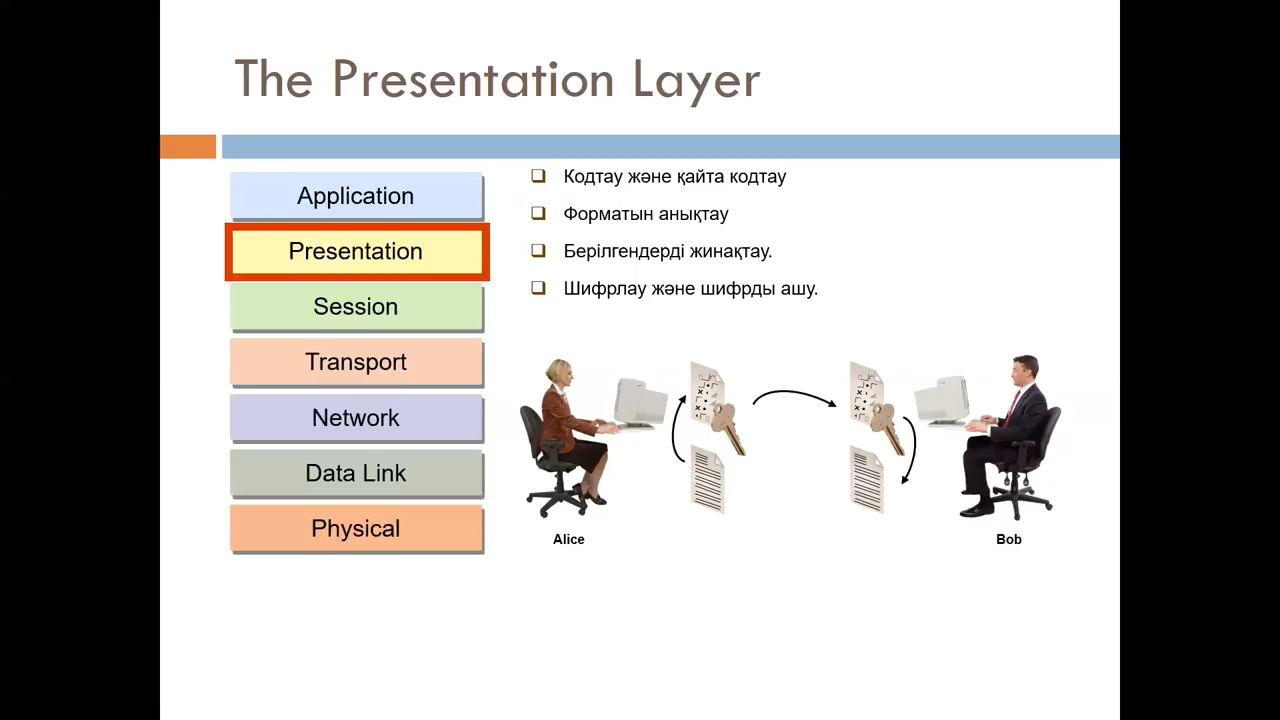 The Presentation Layer
Application
Presentation
Session
Transport
Network
Data Link
Physical
Кодтау және қайта кодтау
Форматын анықтау
Берілгендерді жинақтау.
Шифрлау және шифрды ашу.
Alice
Bob